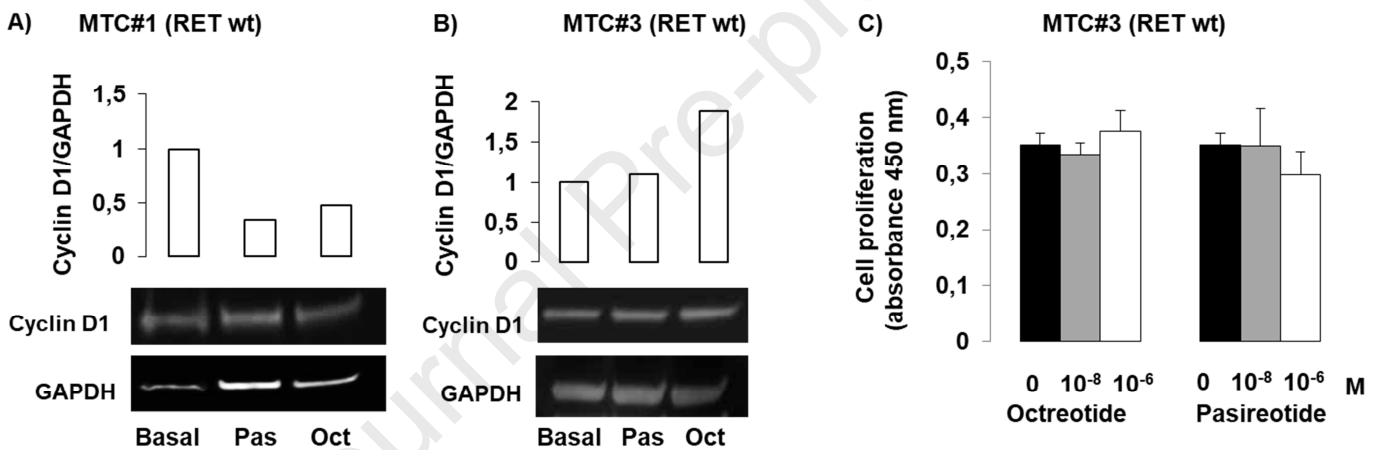 A) MTC#1 (RET wt)
Cyclin D1/GAPDH
1,5
1
0,5
0
Cyclin D1
GAPDH
Basal Pas Oct
B) MTC#3 (RET wt)
Cyclin D1/GAPDH
2
1,5
1
0,5
0
Cyclin D1
GAPDH
Basal Pas Oct
C) MTC#3 (RET wt)
Cell proliferation
(absorbance 450 nm)
0,5
0,4
0,3
0,2
0,1
0
0 10⁻⁸ 10⁻⁶ 0 10⁻⁸ 10⁻⁶ M
Octreotide Pasireotide
urnal Pre-pr